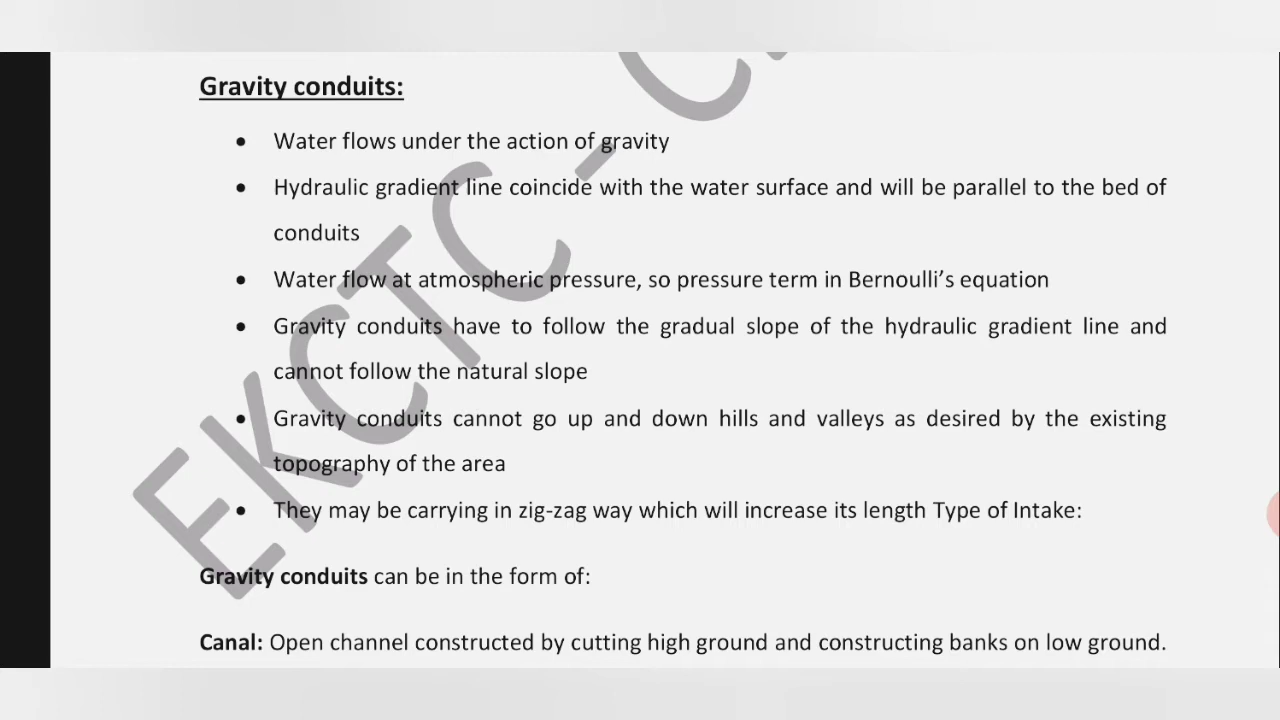 Gravity conduits:
• Water flows under the action of gravity
• Hydraulic gradient line coincide with the water surface and will be parallel to the bed of
conduits
• Water flow at atmospheric pressure, so pressure term in Bernoulli’s equation
• Gravity conduits have to follow the gradual slope of the hydraulic gradient line and
cannot follow the natural slope
• Gravity conduits cannot go up and down hills and valleys as desired by the existing
topography of the area
• They may be carrying in zig-zag way which will increase its length Type of Intake:
Gravity conduits can be in the form of:
Canal: Open channel constructed by cutting high ground and constructing banks on low ground.
EKCTC - C